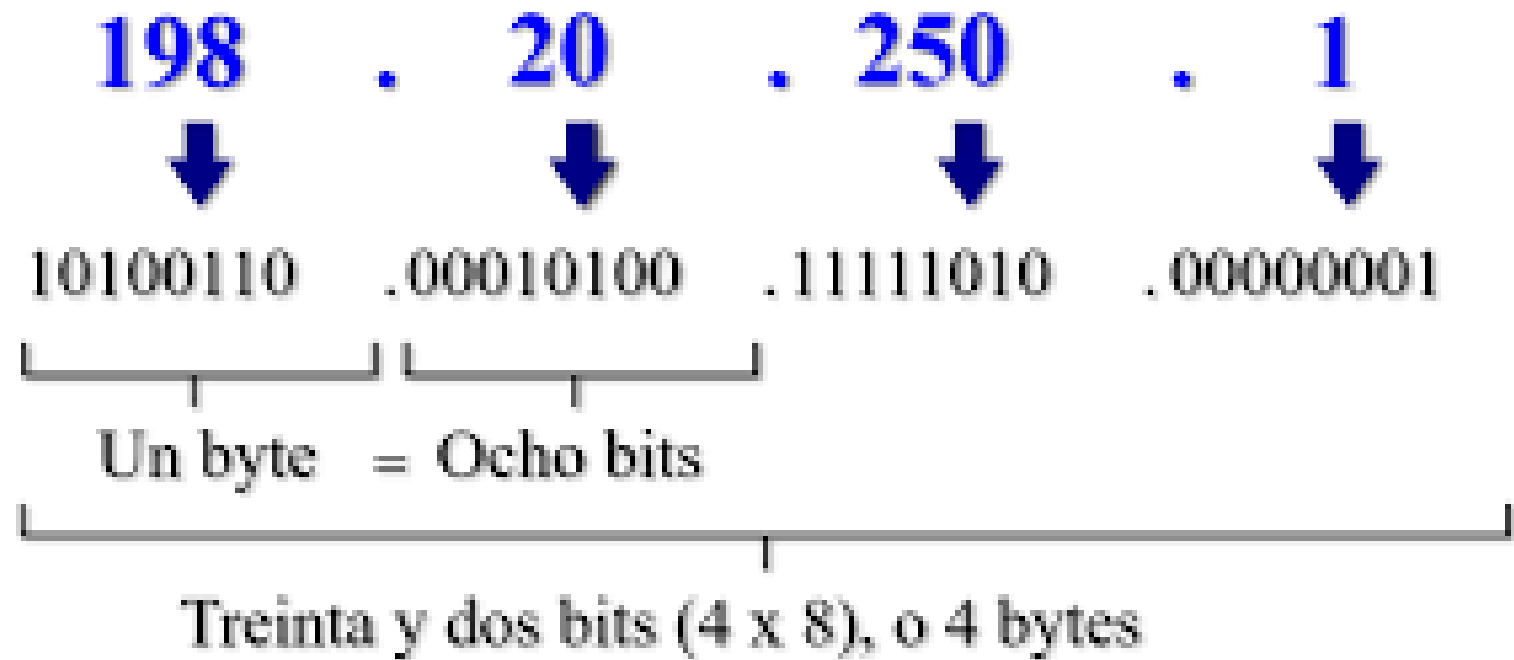 198 . 20 . 250 . 1
10100110 .00010100 .11111010 .00000001
Un byte = Ocho bits
Treinta y dos bits (4 x 8), o 4 bytes